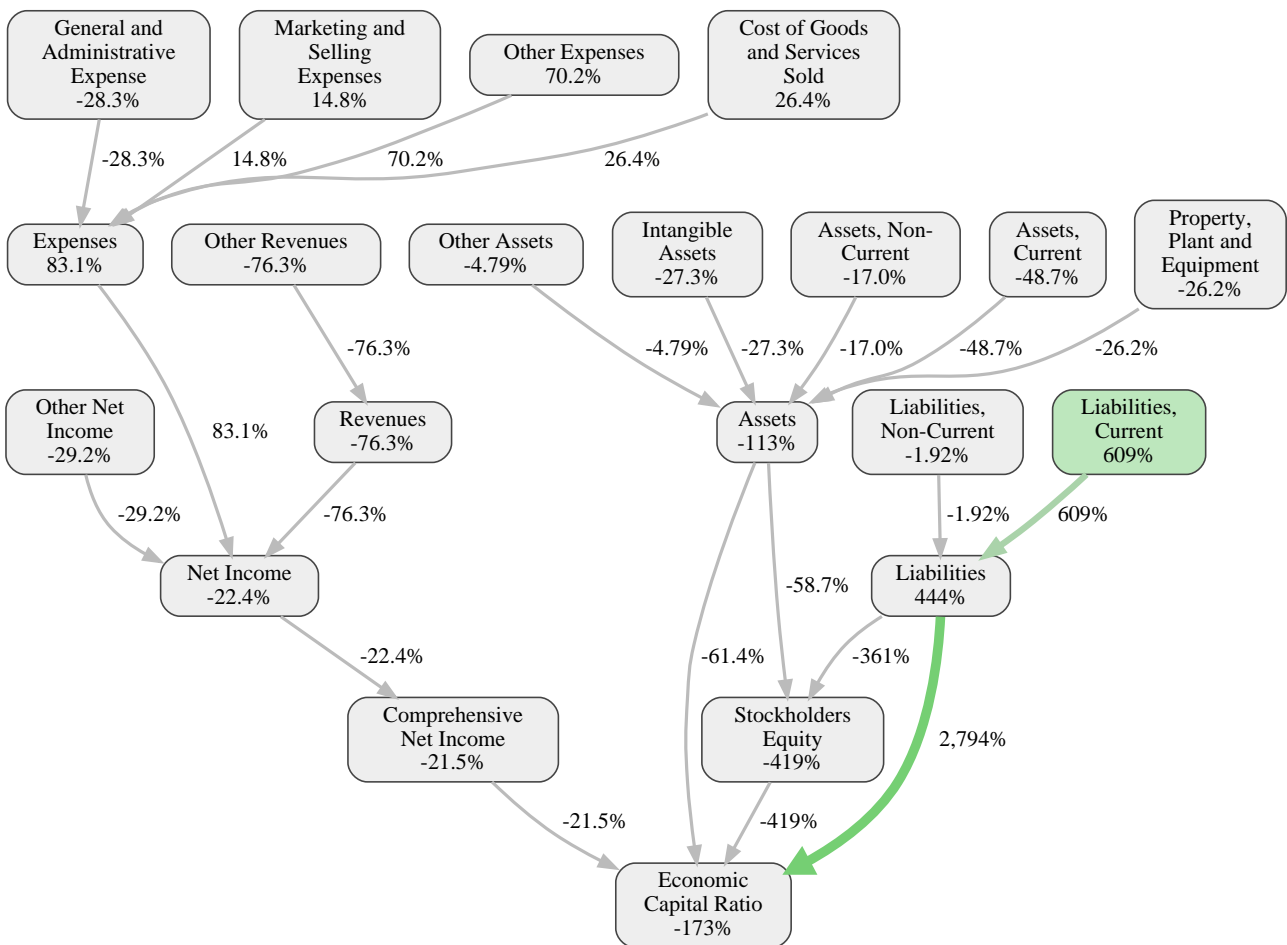 General and
Administrative
Expense
-28.3%
Marketing and
Selling
Expenses
14.8%
Other Expenses
70.2%
Cost of Goods
and Services
Sold
26.4%
-28.3%
14.8%
70.2%
26.4%
Expenses
83.1%
Other Revenues
-76.3%
Other Assets
-4.79%
Intangible
Assets
-27.3%
Assets, Non-
Current
-17.0%
Assets,
Current
-48.7%
Property,
Plant and
Equipment
-26.2%
-76.3%
-4.79%
-27.3%
-17.0%
-48.7%
-26.2%
Other Net
Income
-29.2%
83.1%
Revenues
-76.3%
Assets
-113%
Liabilities,
Non-Current
-1.92%
Liabilities,
Current
609%
-29.2%
-76.3%
-1.92%
609%
Net Income
-22.4%
-58.7%
Liabilities
444%
-22.4%
-61.4%
-361%
Comprehensive
Net Income
-21.5%
Stockholders
Equity
-419%
2,794%
-21.5%
-419%
Economic
Capital Ratio
-173%